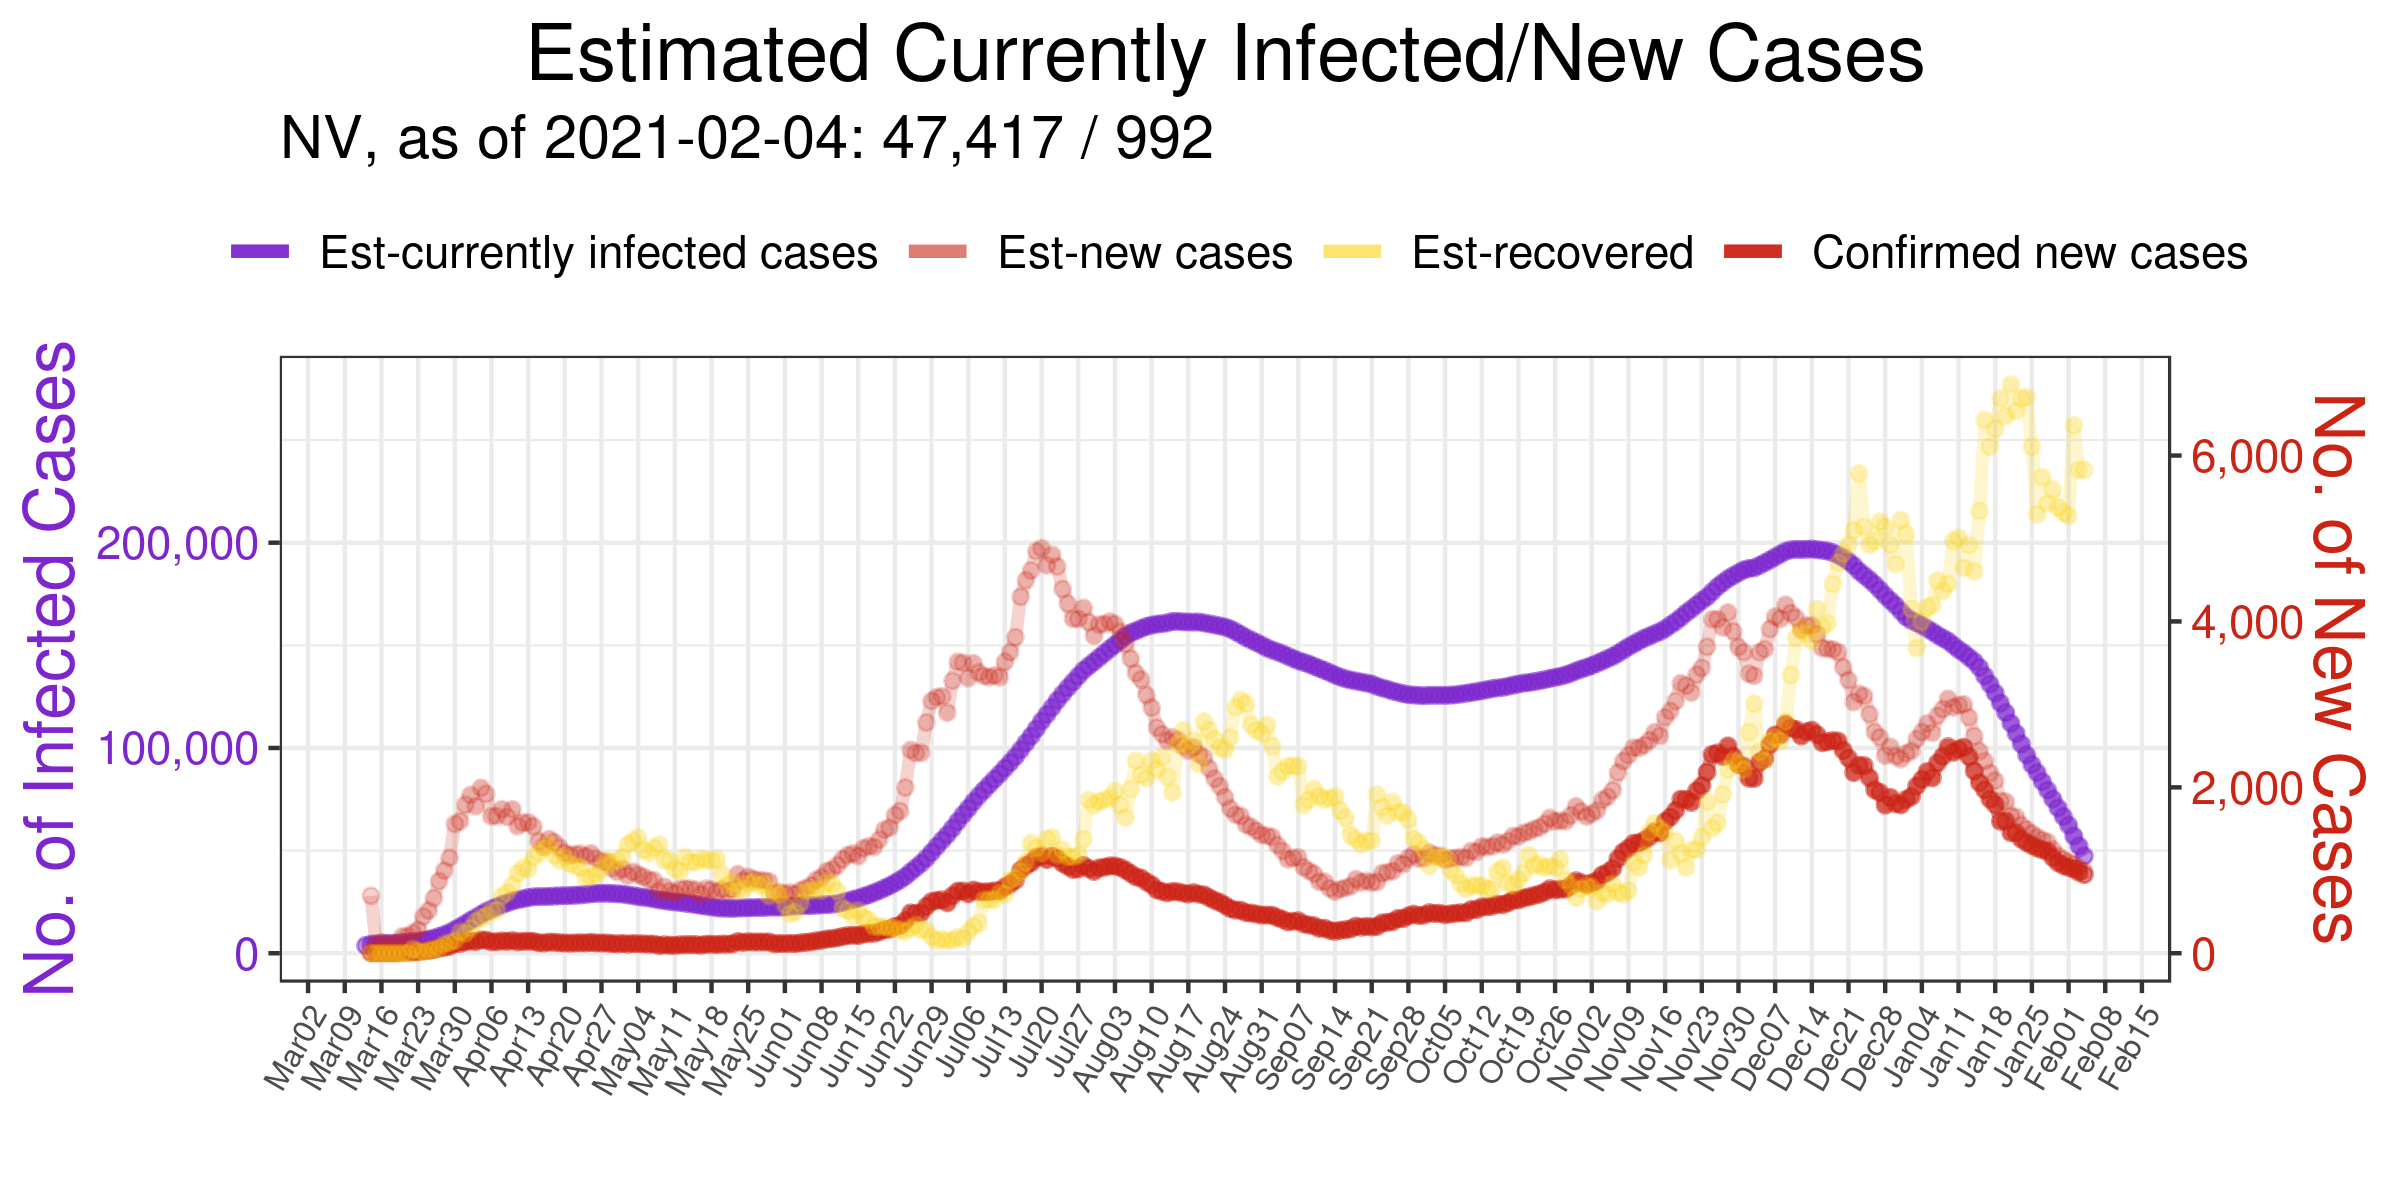 Estimated Currently Infected/New Cases
NV, as of 2021-02-04: 47,417 / 992
Est-currently infected cases Est-new cases Est-recovered Confirmed new cases
No. of Infected Cases
200,000
100,000
0
6,000
4,000
2,000
0
No. of New Cases
Mar02 Mar09 Mar16 Mar23 Mar30 Apr06 Apr13 Apr20 Apr27 May04 May11 May18 May25 Jun01 Jun08 Jun15 Jun22 Jun29 Jul06 Jul13 Jul20 Jul27 Aug03 Aug10 Aug17 Aug24 Aug31 Sep07 Sep14 Sep21 Sep28 Oct05 Oct12 Oct19 Oct26 Nov02 Nov09 Nov16 Nov23 Nov30 Dec07 Dec14 Dec21 Dec28 Jan04 Jan11 Jan18 Jan25 Feb01 Feb08 Feb15